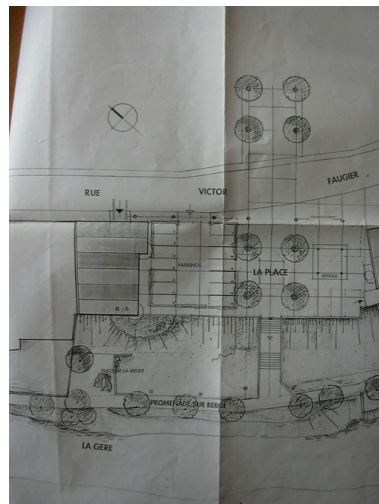 RUE VICTOR FAUGIER
PARKINGS
LA PLACE
PROMENADE SUR BERGE
LA GERE